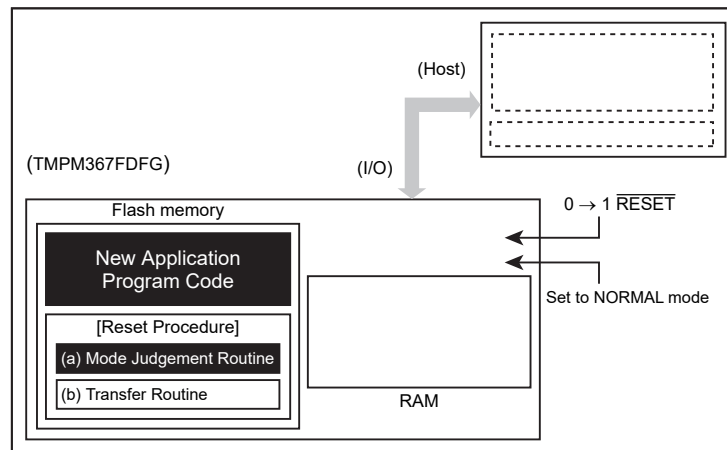 (Host)
(TMPM367FDFG)
(I/O)
Flash memory
0 → 1 RESET
New Application
Program Code
Set to NORMAL mode
[Reset Procedure]
(a) Mode Judgement Routine
(b) Transfer Routine
RAM